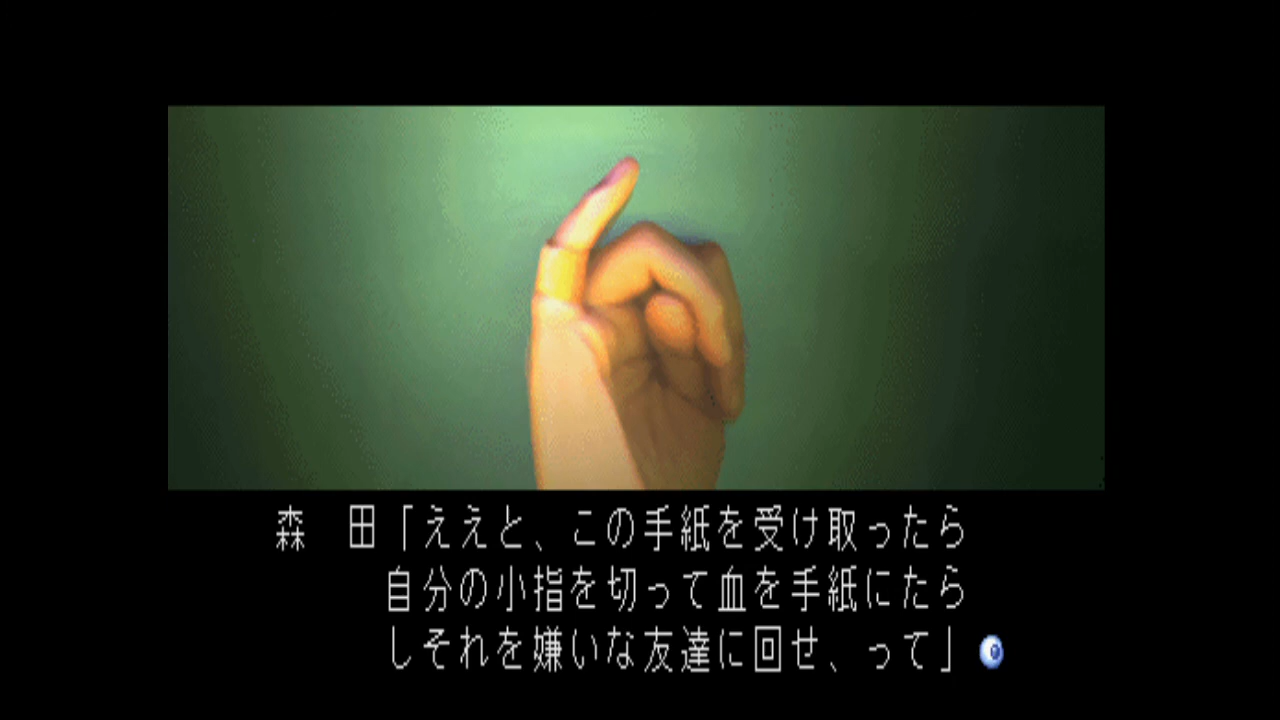 森　田「ええと、この手紙を受け取ったら
自分の小指を切って血を手紙にたら
しそれを嫌いな友達に回せ、って」